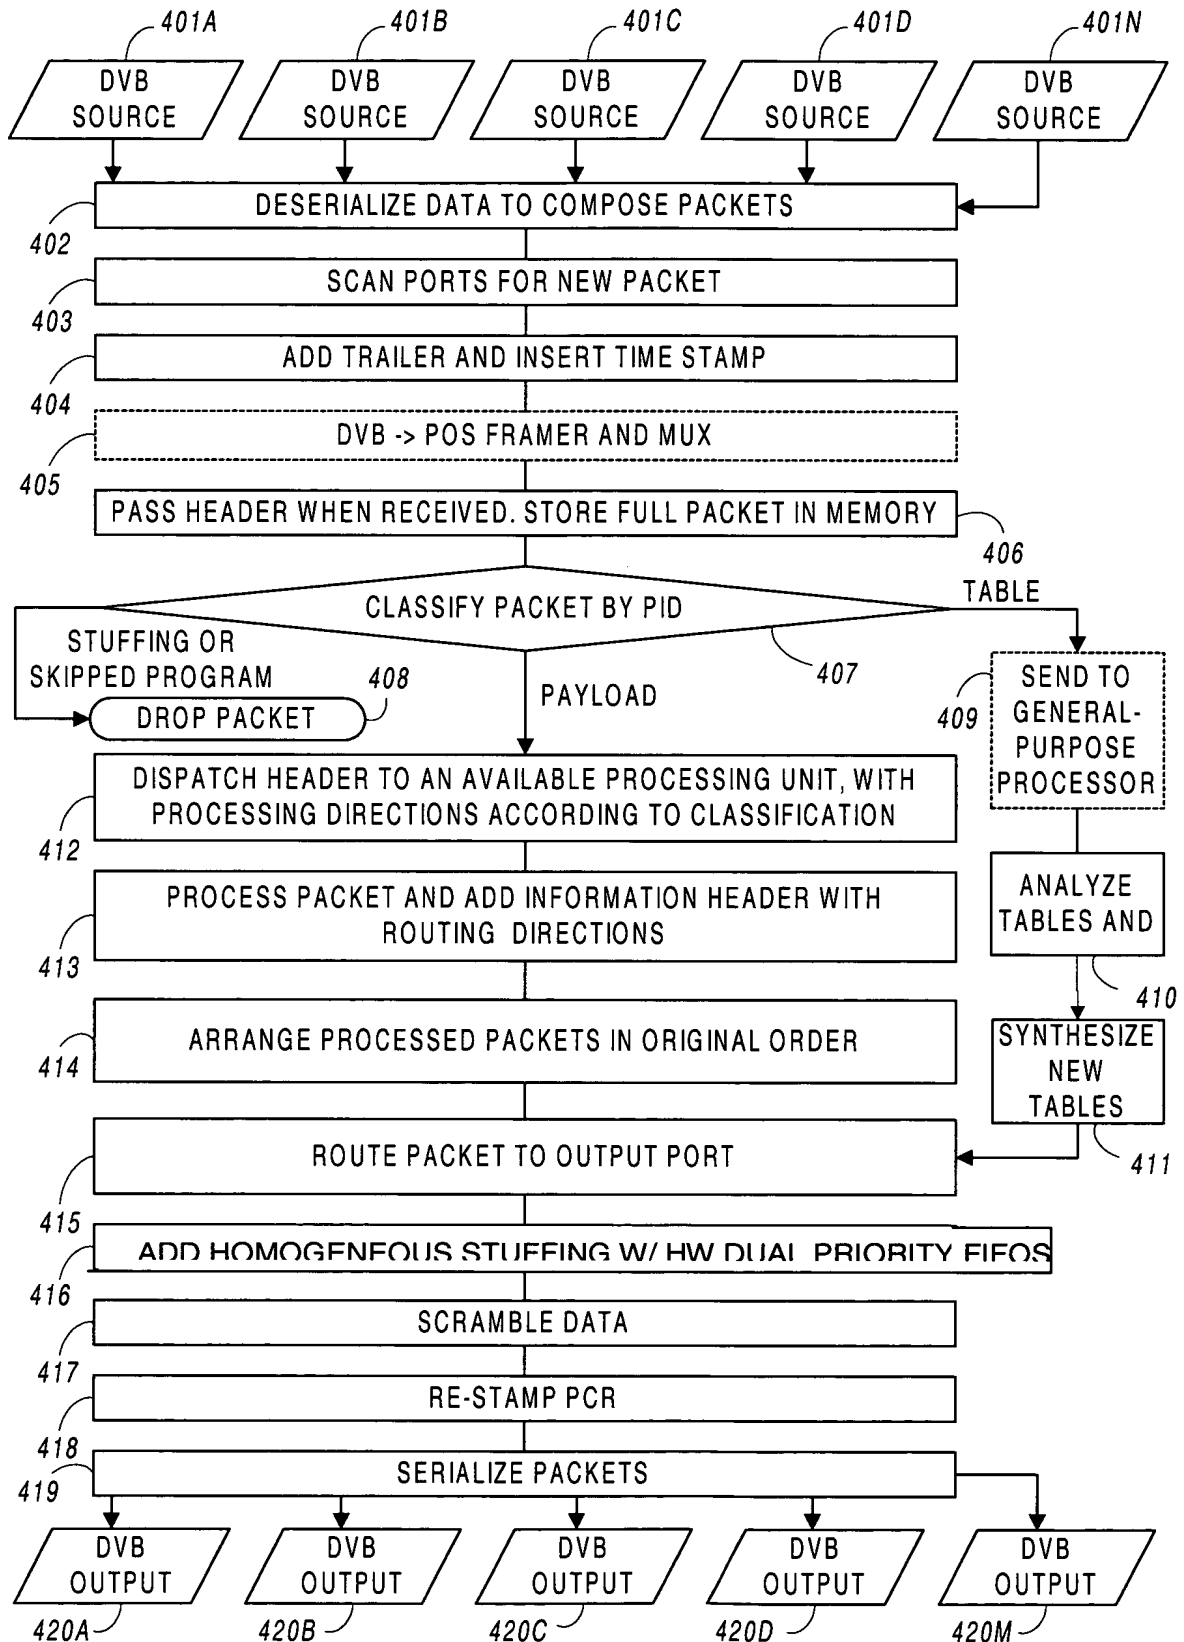 401A
401B
401C
401D
401N
DVB
SOURCE
DVB
SOURCE
DVB
SOURCE
DVB
SOURCE
DVB
SOURCE
DESERIALIZE DATA TO COMPOSE PACKETS
402
SCAN PORTS FOR NEW PACKET
403
ADD TRAILER AND INSERT TIME STAMP
404
DVB -> POS FRAMER AND MUX
405
PASS HEADER WHEN RECEIVED. STORE FULL PACKET IN MEMORY
406
CLASSIFY PACKET BY PID
TABLE
407
STUFFING OR
SKIPPED PROGRAM
408
DROP PACKET
PAYLOAD
409
SEND TO
GENERAL-
PURPOSE
PROCESSOR
DISPATCH HEADER TO AN AVAILABLE PROCESSING UNIT, WITH
PROCESSING DIRECTIONS ACCORDING TO CLASSIFICATION
412
ANALYZE
TABLES AND
410
PROCESS PACKET AND ADD INFORMATION HEADER WITH
ROUTING DIRECTIONS
413
ARRANGE PROCESSED PACKETS IN ORIGINAL ORDER
414
SYNTHESIZE
NEW
TABLES
411
ROUTE PACKET TO OUTPUT PORT
415
ADD HOMOGENEOUS STUFFING W/ HW DUAL PRIORITY FIFOS
416
SCRAMBLE DATA
417
RE-STAMP PCR
418
SERIALIZE PACKETS
419
DVB
OUTPUT
DVB
OUTPUT
DVB
OUTPUT
DVB
OUTPUT
DVB
OUTPUT
420A
420B
420C
420D
420M